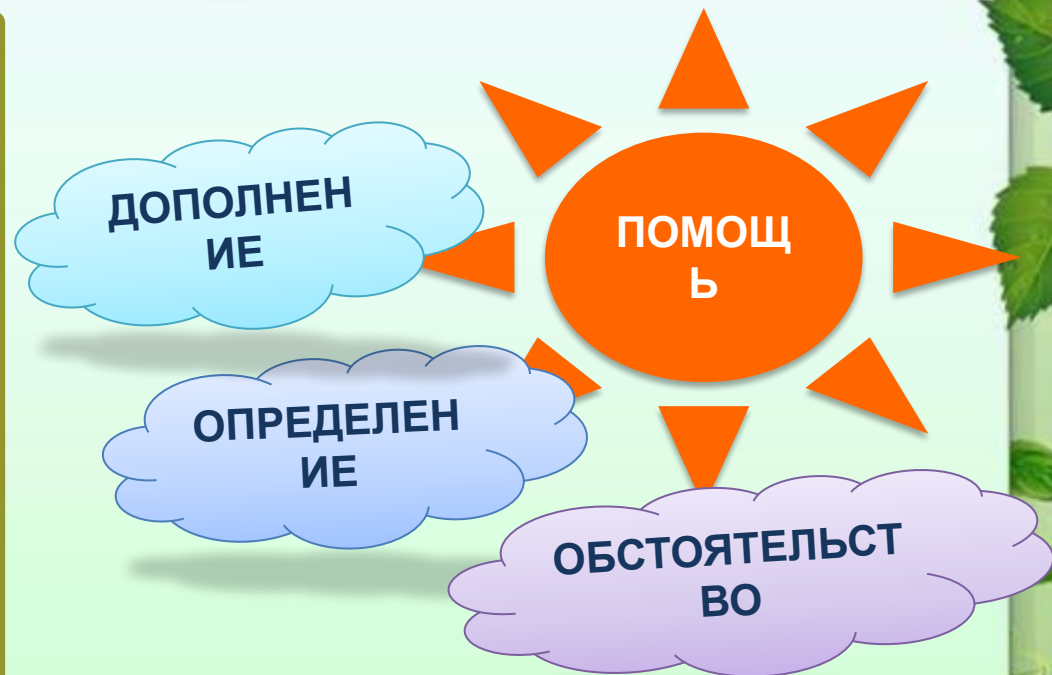 ДОПОЛНЕН
ИЕ
ПОМОЩ
Ь
ОПРЕДЕЛЕН
ИЕ
ОБСТОЯТЕЛЬСТ
ВО